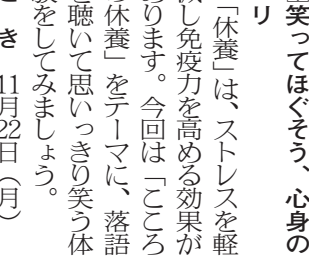 笑ってほぐそう、心身の
リ
「休養」は、ストレスを軽
減し免疫力を高める効果が
あります。今回は「こころ
の休養」をテーマに、落語
を聴いて思いっきり笑う体
験をしてみましょう。
とき 11月22日（月）